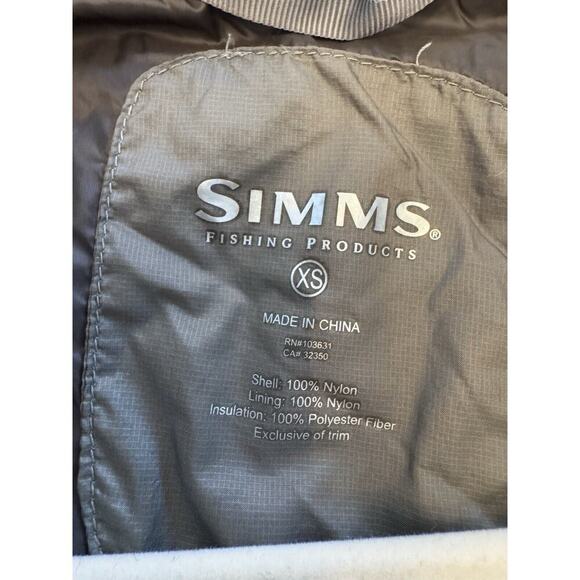 SIMMS®
FISHING PRODUCTS
XS
MADE IN CHINA
RN#103631
CA# 32350
Shell: 100% Nylon
Lining: 100% Nylon
Insulation: 100% Polyester Fiber
Exclusive of trim